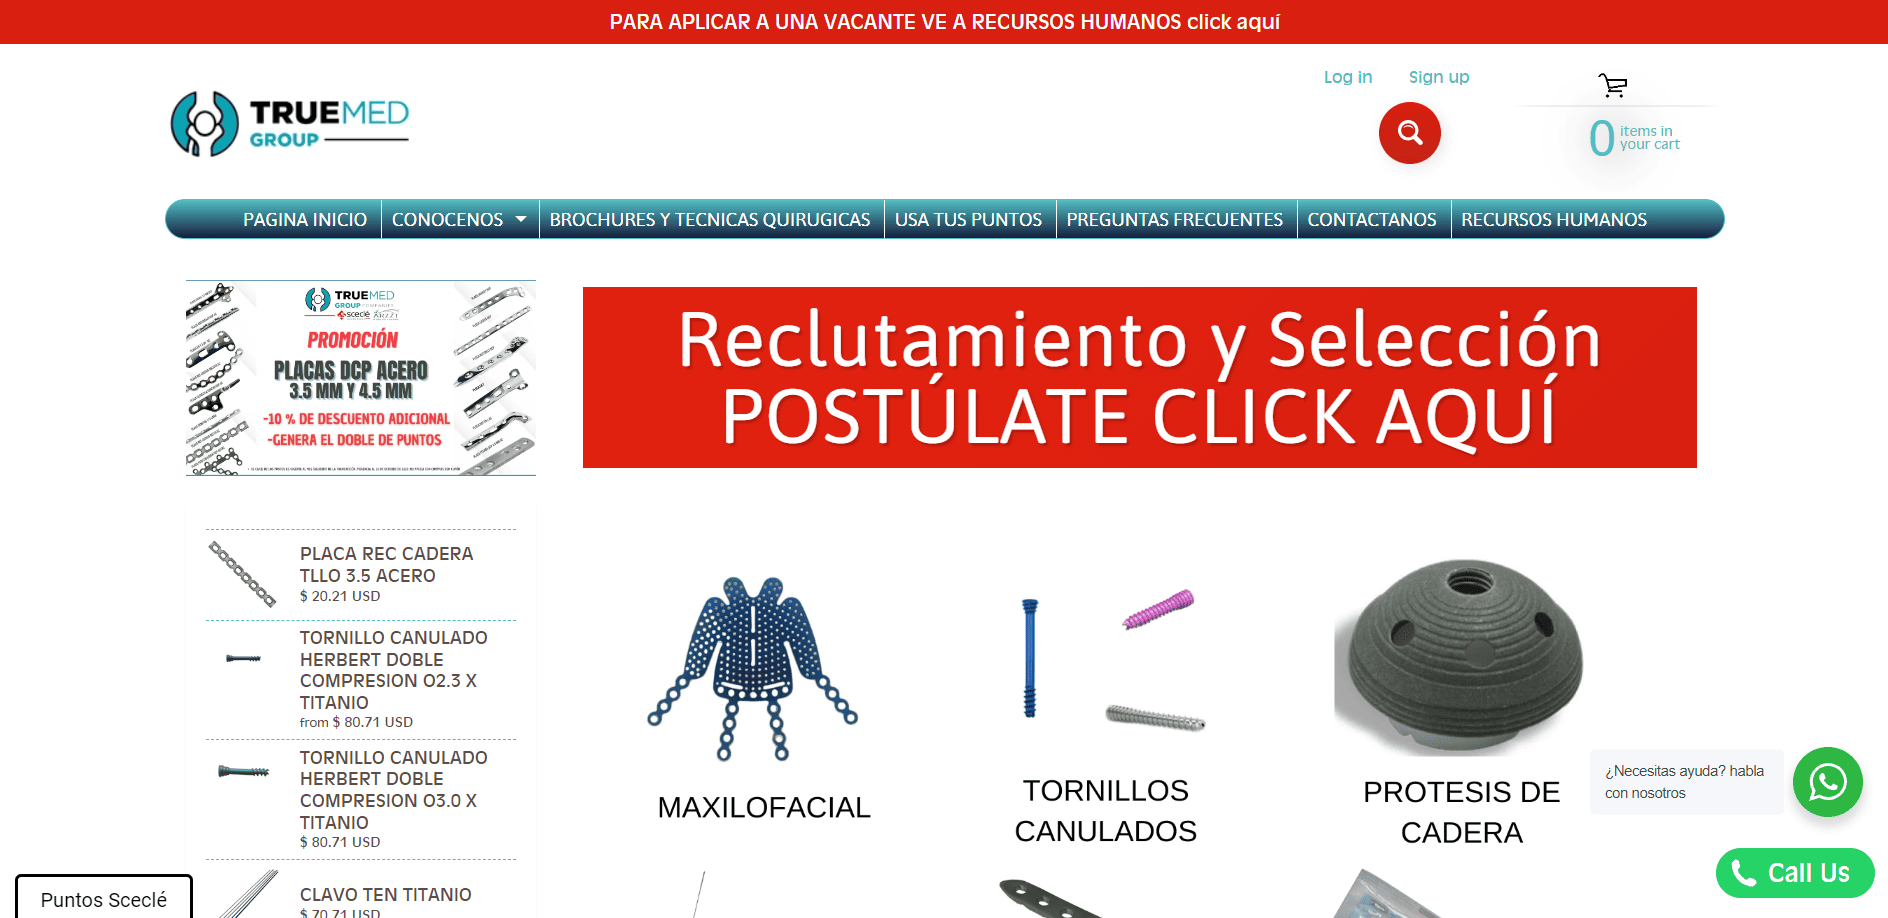 PARA APLICAR A UNA VACANTE VE A RECURSOS HUMANOS click aquí
Log in
Sign up
TRUEMED
GROUP
0 items in
your cart
PAGINA INICIO
CONOCENOS
BROCHURES Y TECNICAS QUIRUGICAS
USA TUS PUNTOS
PREGUNTAS FRECUENTES
CONTACTANOS
RECURSOS HUMANOS
TRUEMED
GROUP COMPANIES
sceclé
PROMOCIÓN
PLACAS DCP ACERO
3.5 MM Y 4.5 MM
-10 % DE DESCUENTO ADICIONAL
-GENERA EL DOBLE DE PUNTOS
Reclutamiento y Selección
POSTÚLATE CLICK AQUÍ
PLACA REC CADERA
TLLO 3.5 ACERO
$ 20.21 USD
TORNILLO CANULADO
HERBERT DOBLE
COMPRESION O2.3 X
TITANIO
from $ 80.71 USD
TORNILLO CANULADO
HERBERT DOBLE
COMPRESION O3.0 X
TITANIO
$ 80.71 USD
CLAVO TEN TITANIO
$ 70.71 USD
MAXILOFACIAL
TORNILLOS
CANULADOS
PROTESIS DE
CADERA
¿Necesitas ayuda? habla
con nosotros
Call Us
Puntos Sceclé